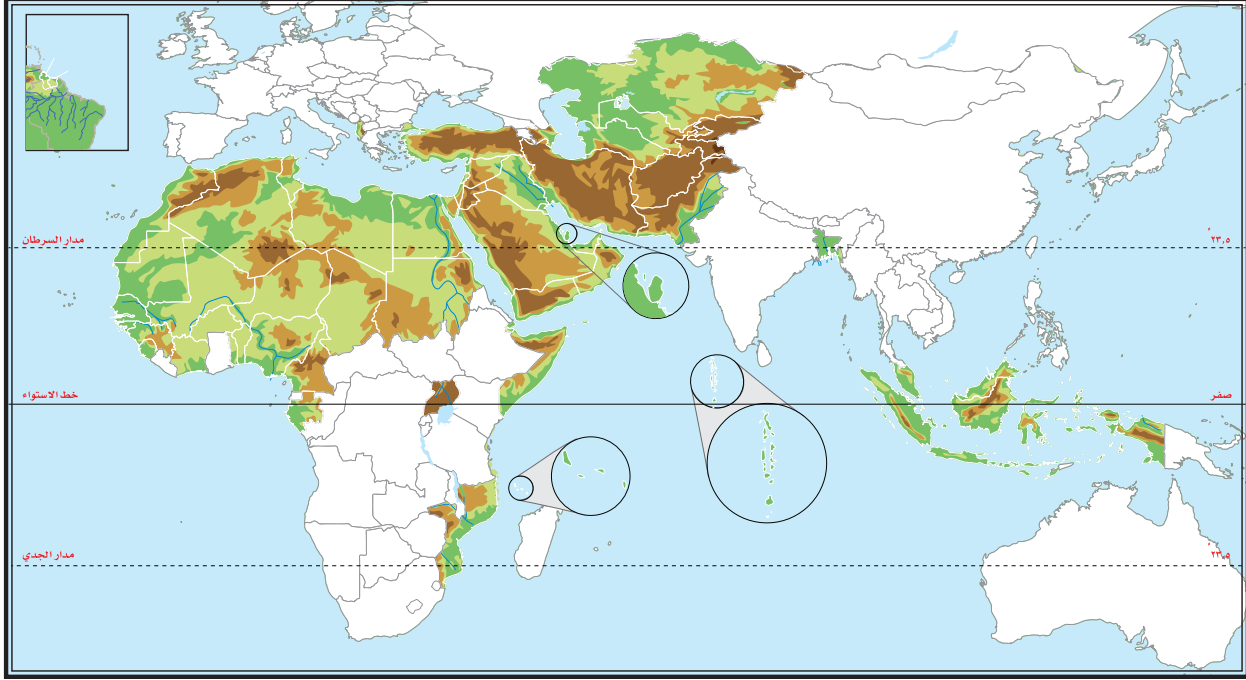 مدار السرطان
٢٣,٥°
خط الاستواء
صفر
مدار الجدي
٢٣,٥°